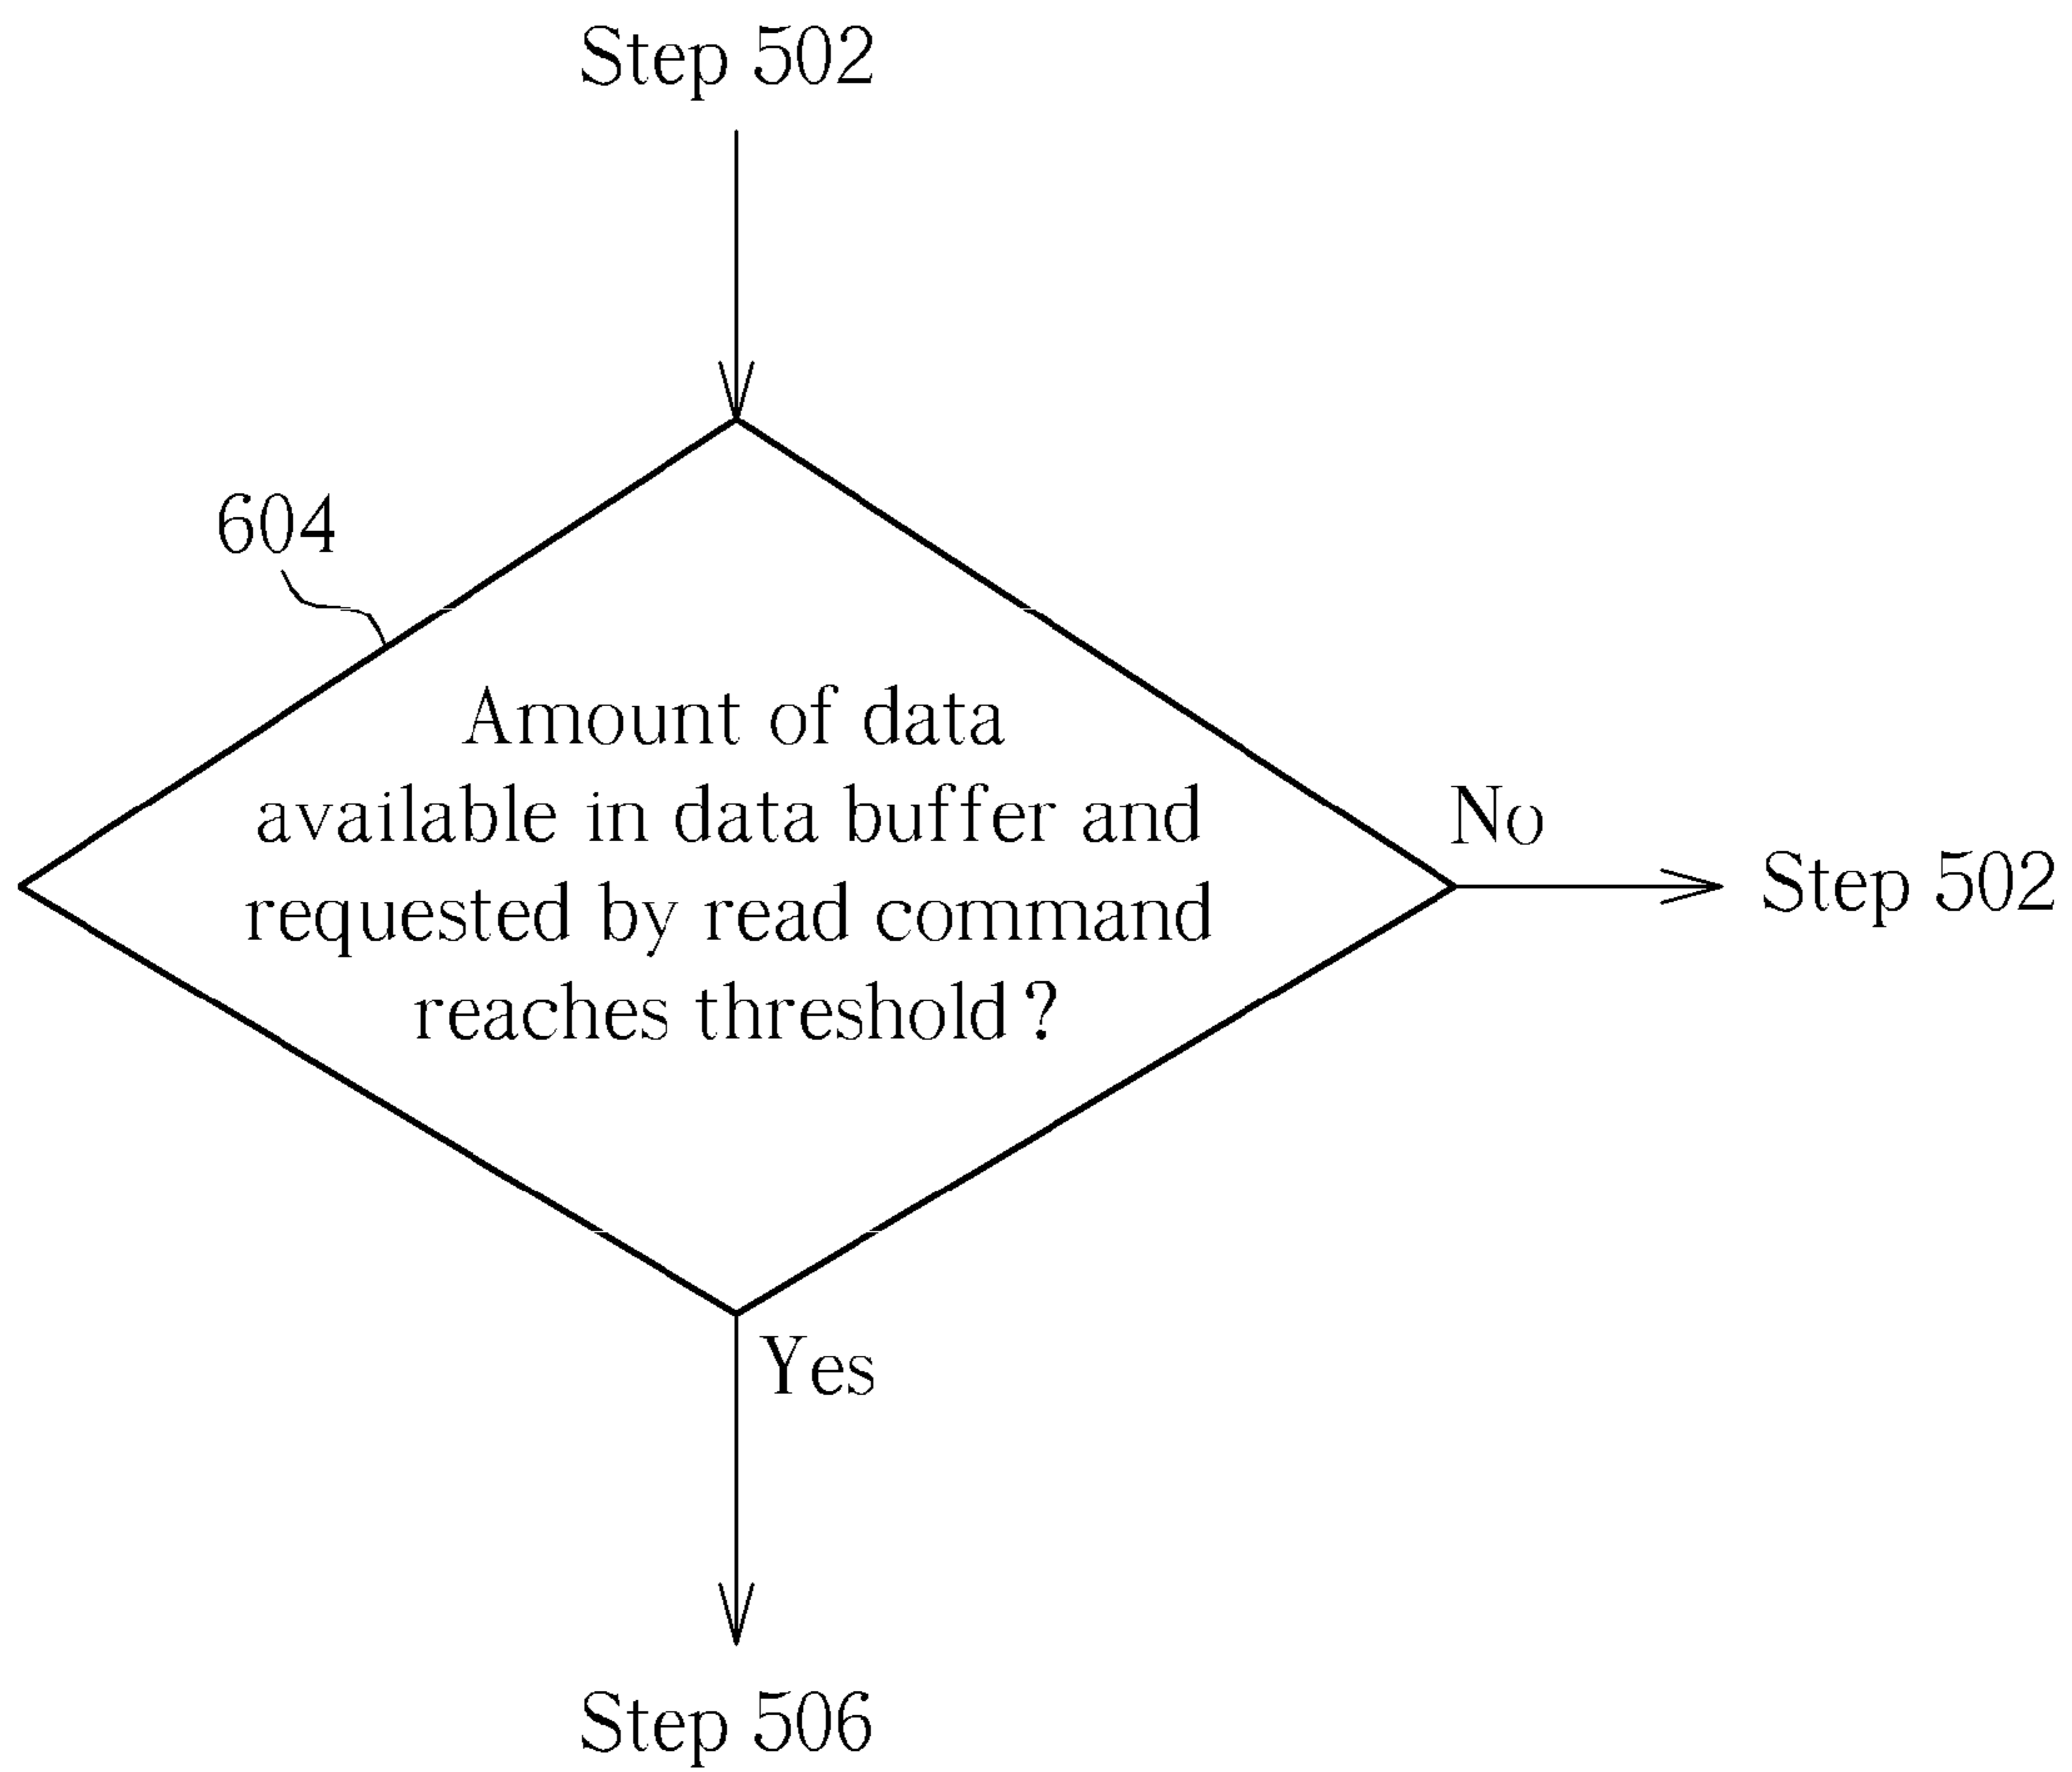 Step 502
604
Amount of data
available in data buffer and
requested by read command
reaches threshold?
No
Step 502
Yes
Step 506